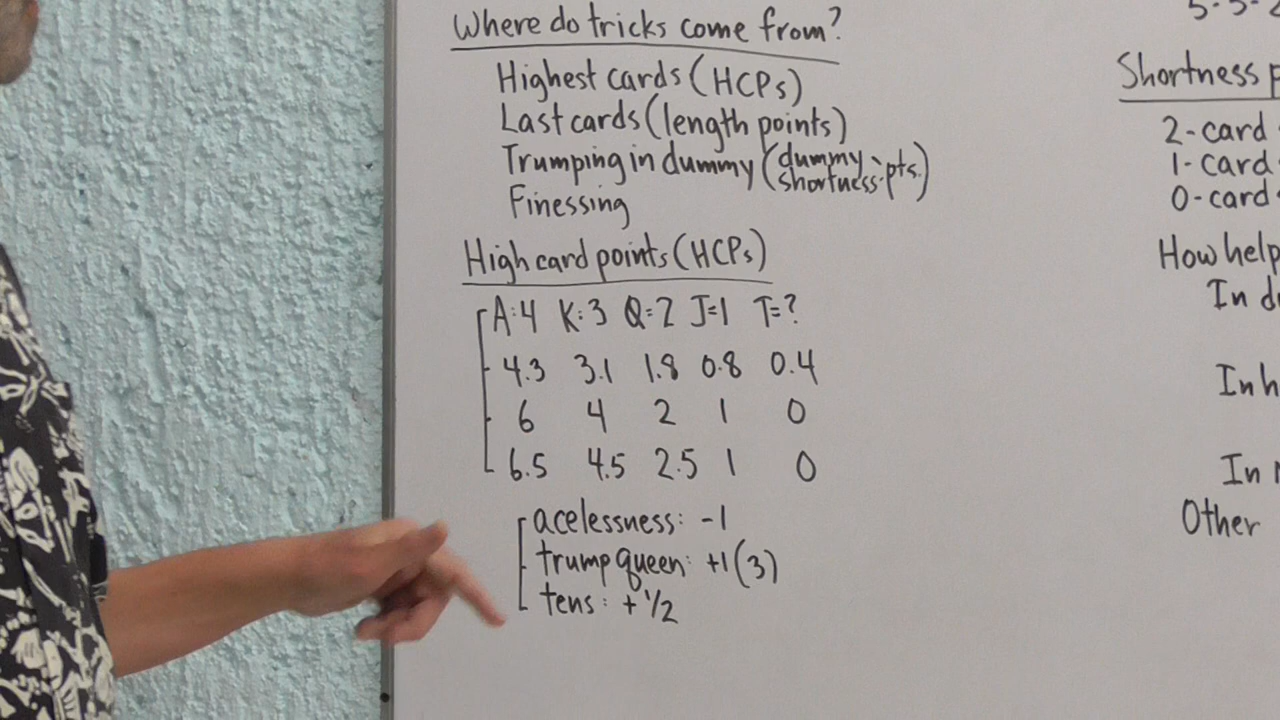 Where do tricks come from?
Highest cards (HCPs)
Last cards (length points)
Trumping in dummy (dummy shortness pts.)
Finessing
High card points (HCPs)
A:4 K:3 Q=2 J=1 T=?
4.3 3.1 1.8 0.8 0.4
6 4 2 1 0
6.5 4.5 2.5 1 0
acelessness: -1
trump queen: +1 (3)
tens: + 1/2
Shortness
2-card
1-card
0-card
How help
In
In
In
Other